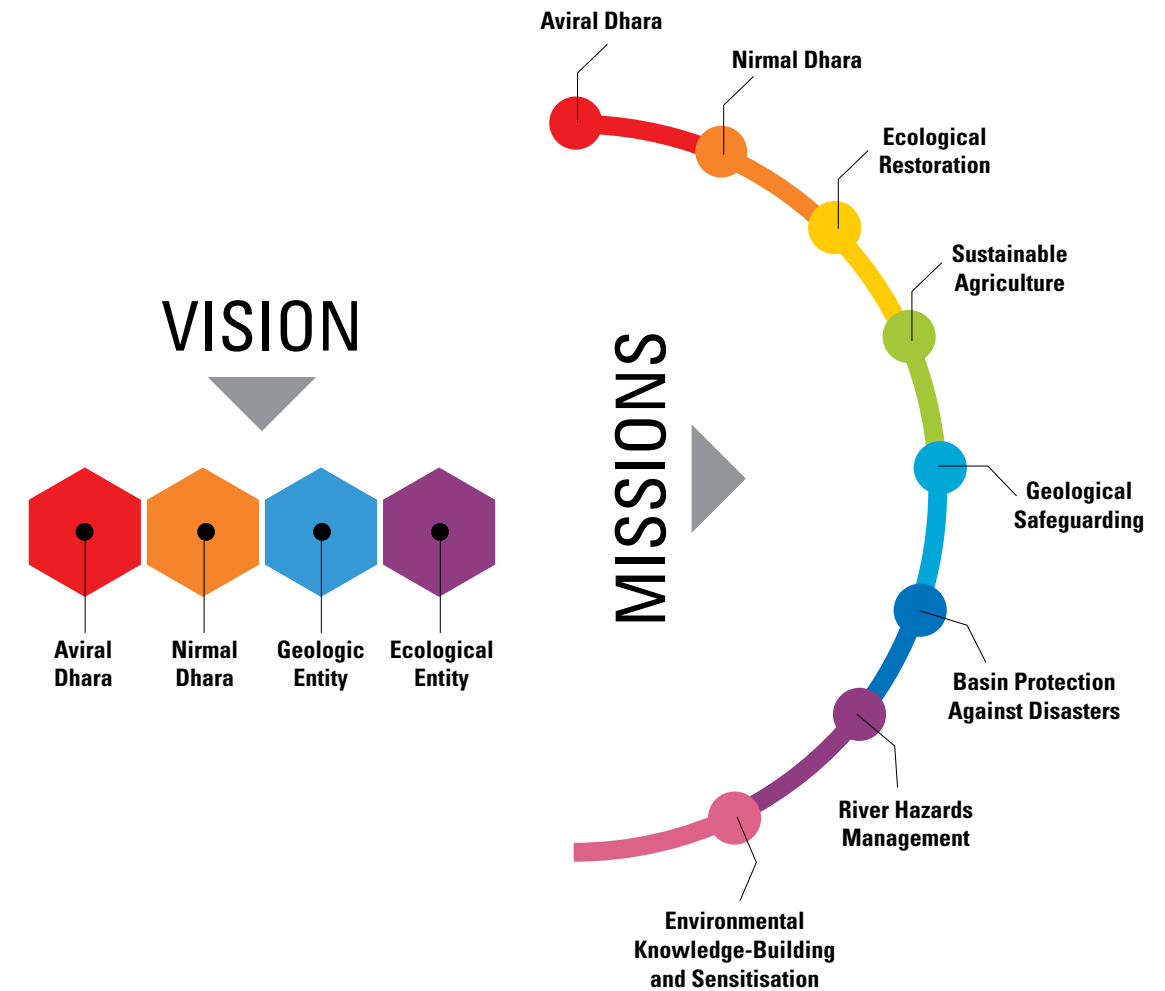 VISION
Aviral
Dhara
Nirmal
Dhara
Geologic
Entity
Ecological
Entity
MISSIONS
Aviral Dhara
Nirmal Dhara
Ecological
Restoration
Sustainable
Agriculture
Geological
Safeguarding
Basin Protection
Against Disasters
River Hazards
Management
Environmental
Knowledge-Building
and Sensitisation